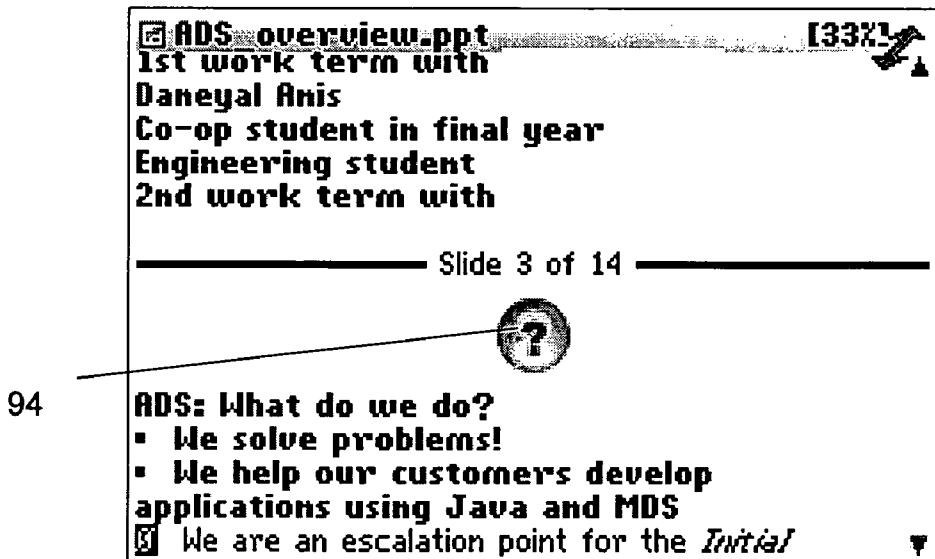 ADS_overview.ppt [33%]
1st work term with
Daneyal Anis
Co-op student in final year
Engineering student
2nd work term with
Slide 3 of 14
?
94
ADS: What do we do?
▪ We solve problems!
▪ We help our customers develop
applications using Java and MDS
We are an escalation point for the Initial